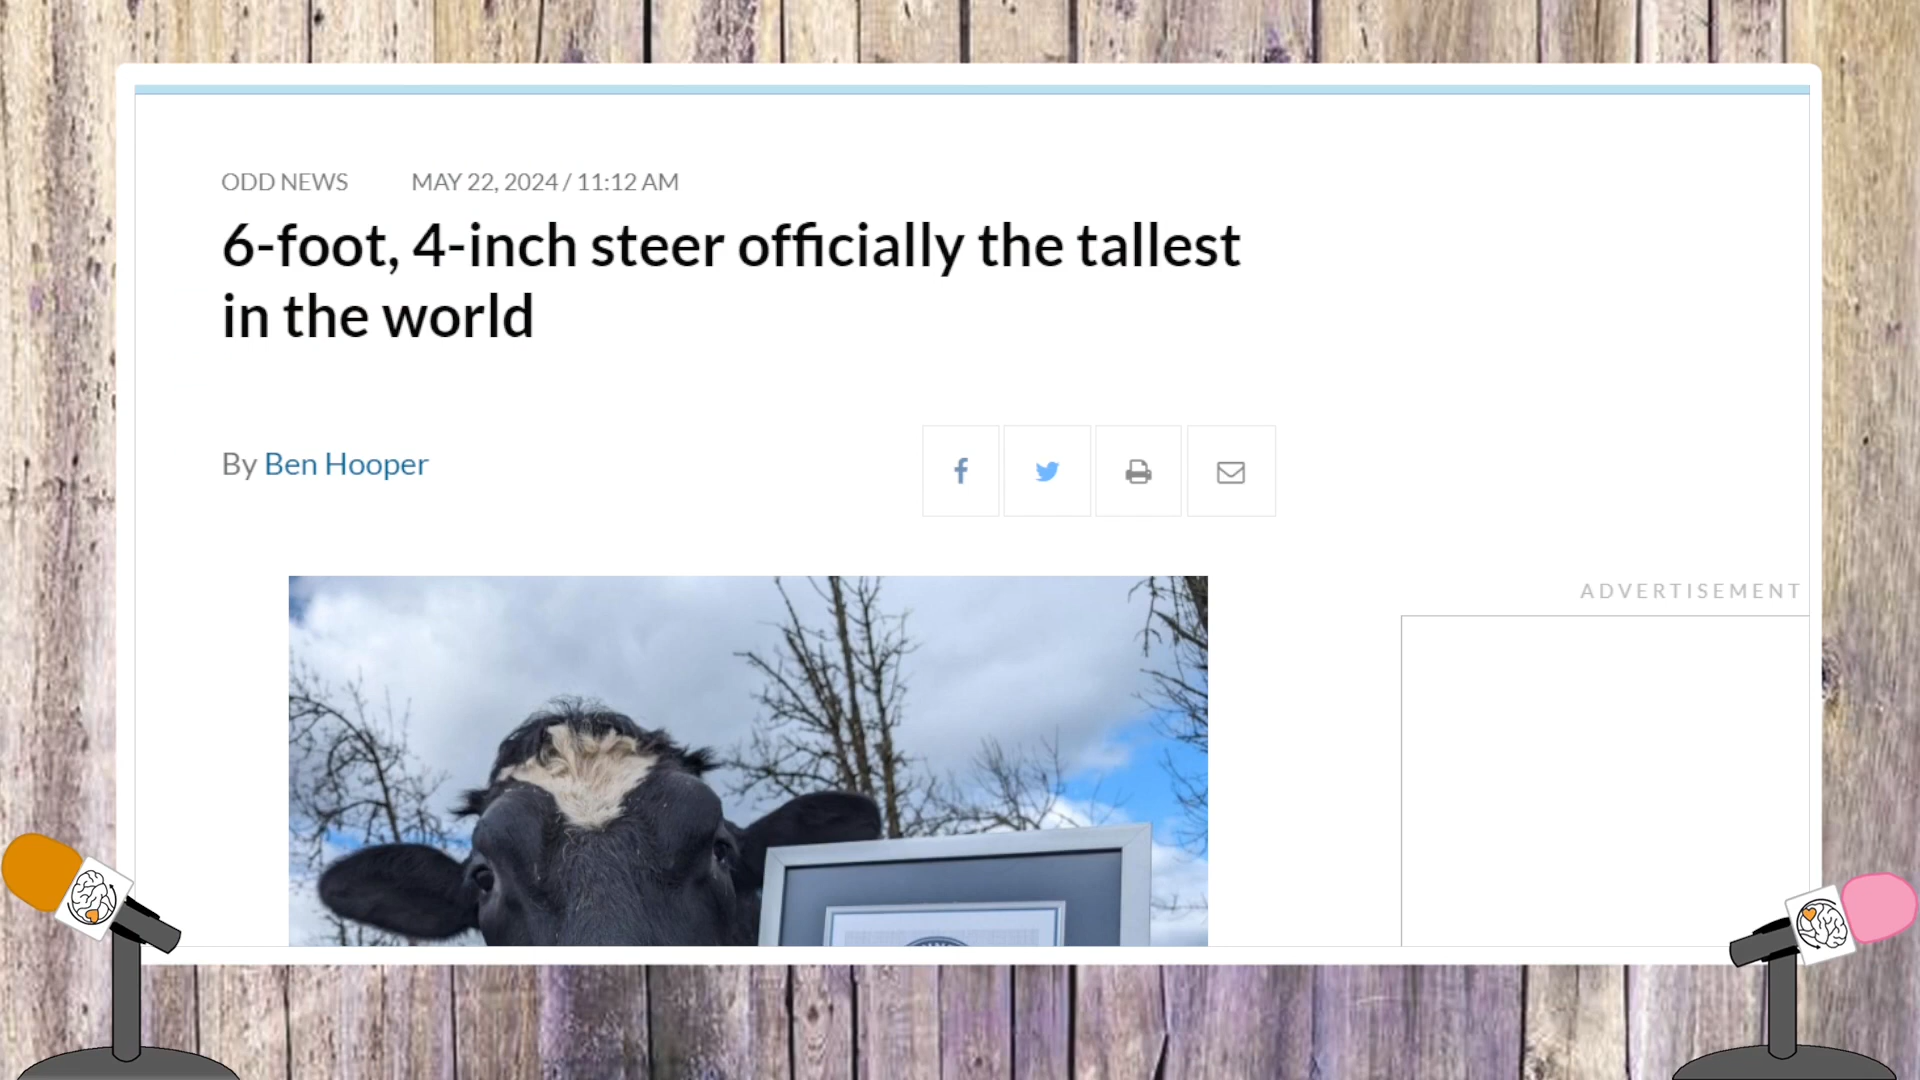 ODD NEWS MAY 22, 2024 / 11:12 AM
6-foot, 4-inch steer officially the tallest
in the world
By Ben Hooper
ADVERTISEMENT